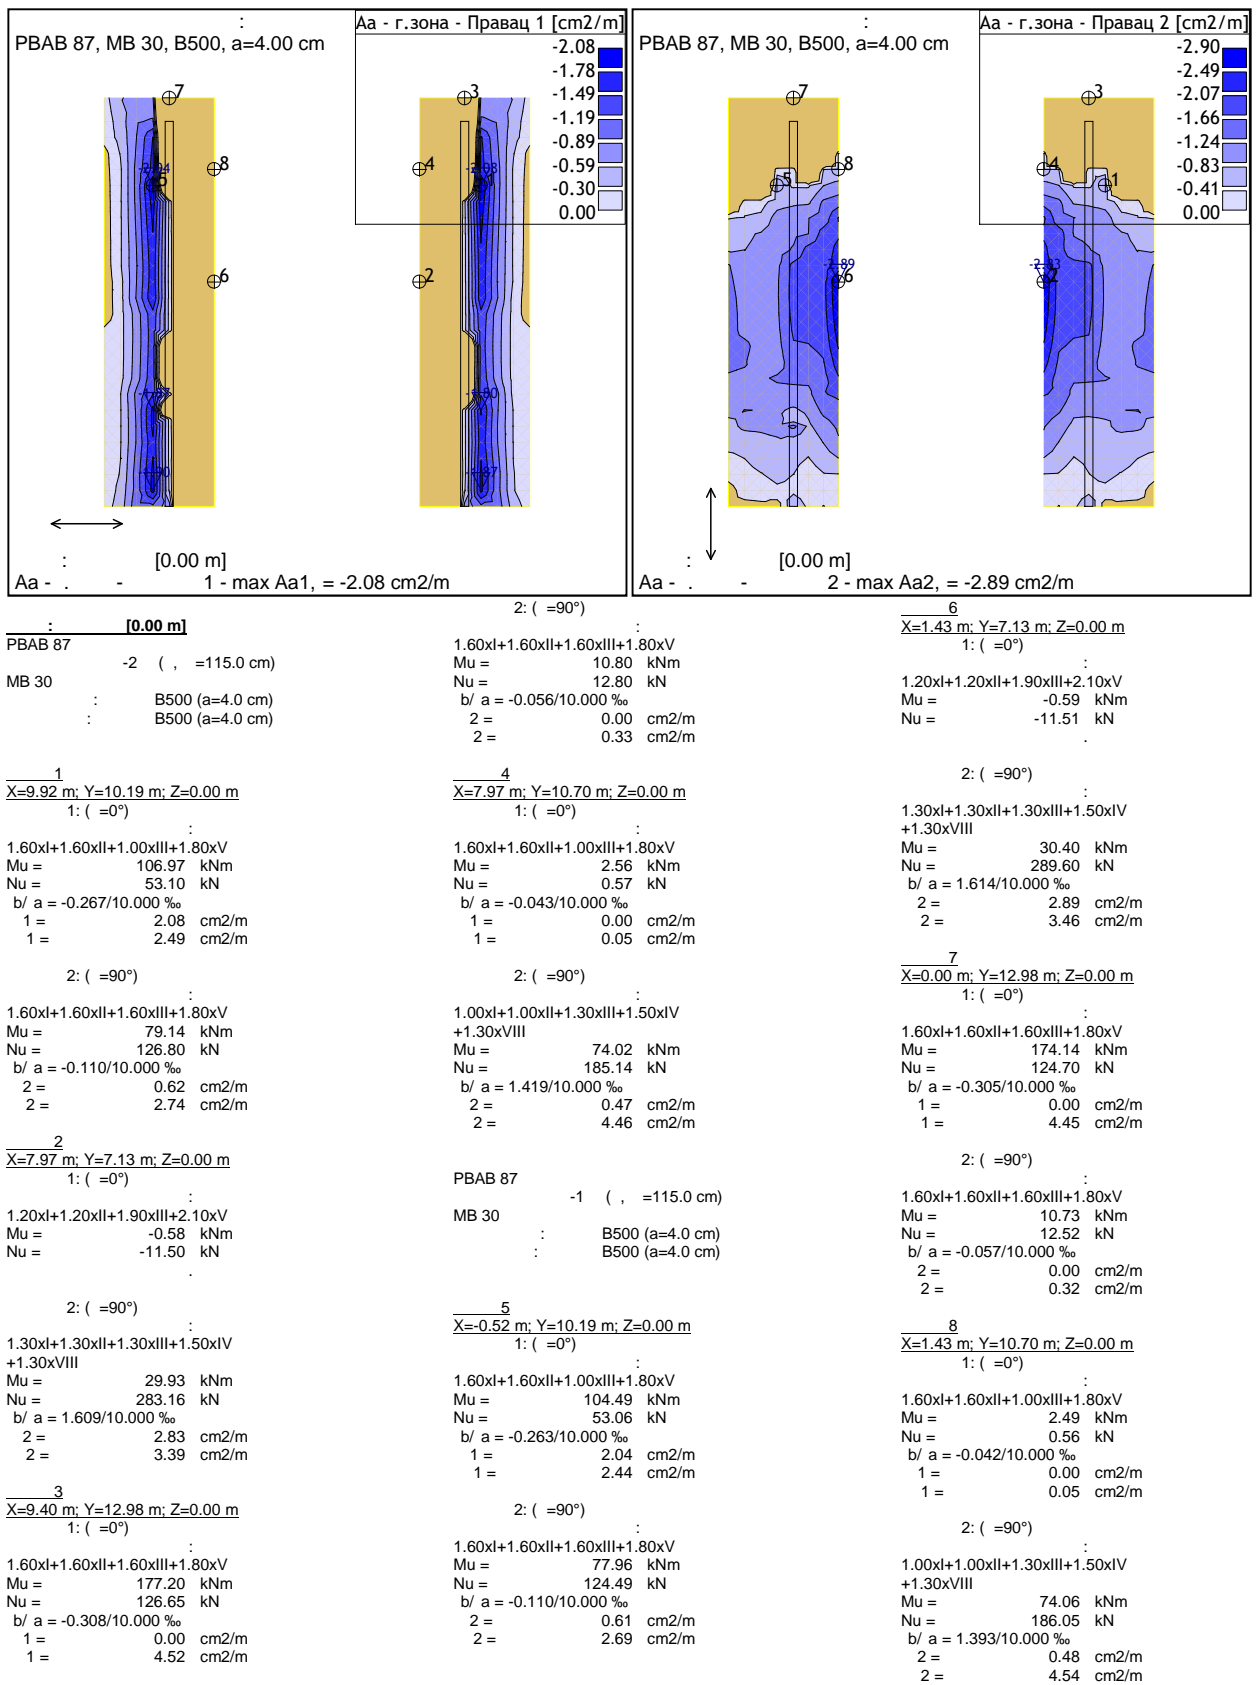 :
PBAB 87, MB 30, B500, a=4.00 cm
Aa - г.зона - Правац 1 [cm2/m]
-2.08
-1.78
-1.49
-1.19
-0.89
-0.59
-0.30
0.00
7
3
8
4
5
1
6
2
-1.87
: [0.00 m]
Aa - . - 1 - max Aa1, = -2.08 cm2/m
:
PBAB 87, MB 30, B500, a=4.00 cm
Aa - г.зона - Правац 2 [cm2/m]
-2.90
-2.49
-2.07
-1.66
-1.24
-0.83
-0.41
0.00
7
3
8
4
5
1
-2.89
-2.83
6
2
: [0.00 m]
Aa - . - 2 - max Aa2, = -2.89 cm2/m
: [0.00 m]
PBAB 87
-2 ( , =115.0 cm)
MB 30
: B500 (a=4.0 cm)
: B500 (a=4.0 cm)
1
X=9.92 m; Y=10.19 m; Z=0.00 m
1: ( =0°)
:
1.60xI+1.60xII+1.00xIII+1.80xV
Mu = 106.97 kNm
Nu = 53.10 kN
b/ a = -0.267/10.000 ‰
1 = 2.08 cm2/m
1 = 2.49 cm2/m
2: ( =90°)
:
1.60xI+1.60xII+1.60xIII+1.80xV
Mu = 79.14 kNm
Nu = 126.80 kN
b/ a = -0.110/10.000 ‰
2 = 0.62 cm2/m
2 = 2.74 cm2/m
2
X=7.97 m; Y=7.13 m; Z=0.00 m
1: ( =0°)
:
1.20xI+1.20xII+1.90xIII+2.10xV
Mu = -0.58 kNm
Nu = -11.50 kN
.
2: ( =90°)
:
1.30xI+1.30xII+1.30xIII+1.50xIV
+1.30xVIII
Mu = 29.93 kNm
Nu = 283.16 kN
b/ a = 1.609/10.000 ‰
2 = 2.83 cm2/m
2 = 3.39 cm2/m
3
X=9.40 m; Y=12.98 m; Z=0.00 m
1: ( =0°)
:
1.60xI+1.60xII+1.60xIII+1.80xV
Mu = 177.20 kNm
Nu = 126.65 kN
b/ a = -0.308/10.000 ‰
1 = 0.00 cm2/m
1 = 4.52 cm2/m
2: ( =90°)
:
1.60xI+1.60xII+1.60xIII+1.80xV
Mu = 10.80 kNm
Nu = 12.80 kN
b/ a = -0.056/10.000 ‰
2 = 0.00 cm2/m
2 = 0.33 cm2/m
4
X=7.97 m; Y=10.70 m; Z=0.00 m
1: ( =0°)
:
1.60xI+1.60xII+1.00xIII+1.80xV
Mu = 2.56 kNm
Nu = 0.57 kN
b/ a = -0.043/10.000 ‰
1 = 0.00 cm2/m
1 = 0.05 cm2/m
2: ( =90°)
:
1.00xI+1.00xII+1.30xIII+1.50xIV
+1.30xVIII
Mu = 74.02 kNm
Nu = 185.14 kN
b/ a = 1.419/10.000 ‰
2 = 0.47 cm2/m
2 = 4.46 cm2/m
PBAB 87
-1 ( , =115.0 cm)
MB 30
: B500 (a=4.0 cm)
: B500 (a=4.0 cm)
5
X=-0.52 m; Y=10.19 m; Z=0.00 m
1: ( =0°)
:
1.60xI+1.60xII+1.00xIII+1.80xV
Mu = 104.49 kNm
Nu = 53.06 kN
b/ a = -0.263/10.000 ‰
1 = 2.04 cm2/m
1 = 2.44 cm2/m
2: ( =90°)
:
1.60xI+1.60xII+1.60xIII+1.80xV
Mu = 77.96 kNm
Nu = 124.49 kN
b/ a = -0.110/10.000 ‰
2 = 0.61 cm2/m
2 = 2.69 cm2/m
6
X=1.43 m; Y=7.13 m; Z=0.00 m
1: ( =0°)
:
1.20xI+1.20xII+1.90xIII+2.10xV
Mu = -0.59 kNm
Nu = -11.51 kN
.
2: ( =90°)
:
1.30xI+1.30xII+1.30xIII+1.50xIV
+1.30xVIII
Mu = 30.40 kNm
Nu = 289.60 kN
b/ a = 1.614/10.000 ‰
2 = 2.89 cm2/m
2 = 3.46 cm2/m
7
X=0.00 m; Y=12.98 m; Z=0.00 m
1: ( =0°)
:
1.60xI+1.60xII+1.60xIII+1.80xV
Mu = 174.14 kNm
Nu = 124.70 kN
b/ a = -0.305/10.000 ‰
1 = 0.00 cm2/m
1 = 4.45 cm2/m
2: ( =90°)
:
1.60xI+1.60xII+1.60xIII+1.80xV
Mu = 10.73 kNm
Nu = 12.52 kN
b/ a = -0.057/10.000 ‰
2 = 0.00 cm2/m
2 = 0.32 cm2/m
8
X=1.43 m; Y=10.70 m; Z=0.00 m
1: ( =0°)
:
1.60xI+1.60xII+1.00xIII+1.80xV
Mu = 2.49 kNm
Nu = 0.56 kN
b/ a = -0.042/10.000 ‰
1 = 0.00 cm2/m
1 = 0.05 cm2/m
2: ( =90°)
:
1.00xI+1.00xII+1.30xIII+1.50xIV
+1.30xVIII
Mu = 74.06 kNm
Nu = 186.05 kN
b/ a = 1.393/10.000 ‰
2 = 0.48 cm2/m
2 = 4.54 cm2/m